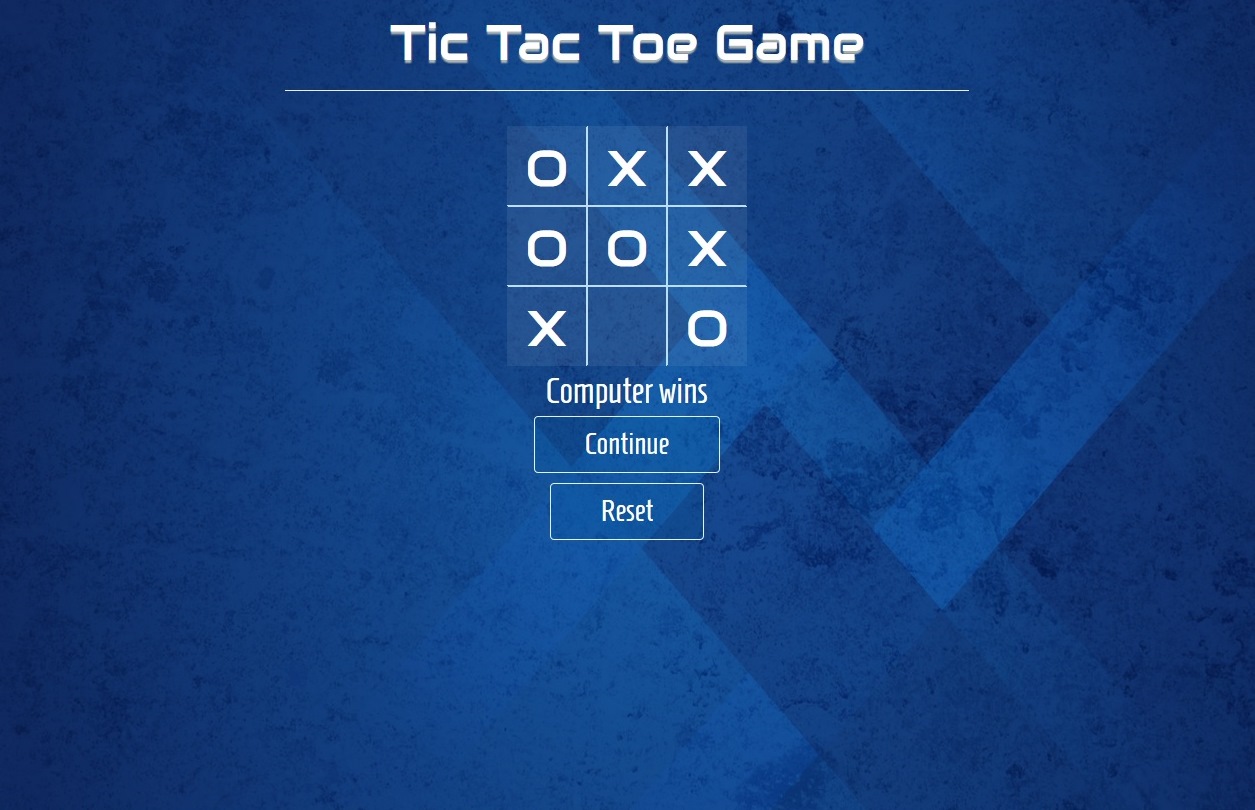 Tic Tac Toe Game
O X X
O O X
X O
Computer wins
Continue
Reset